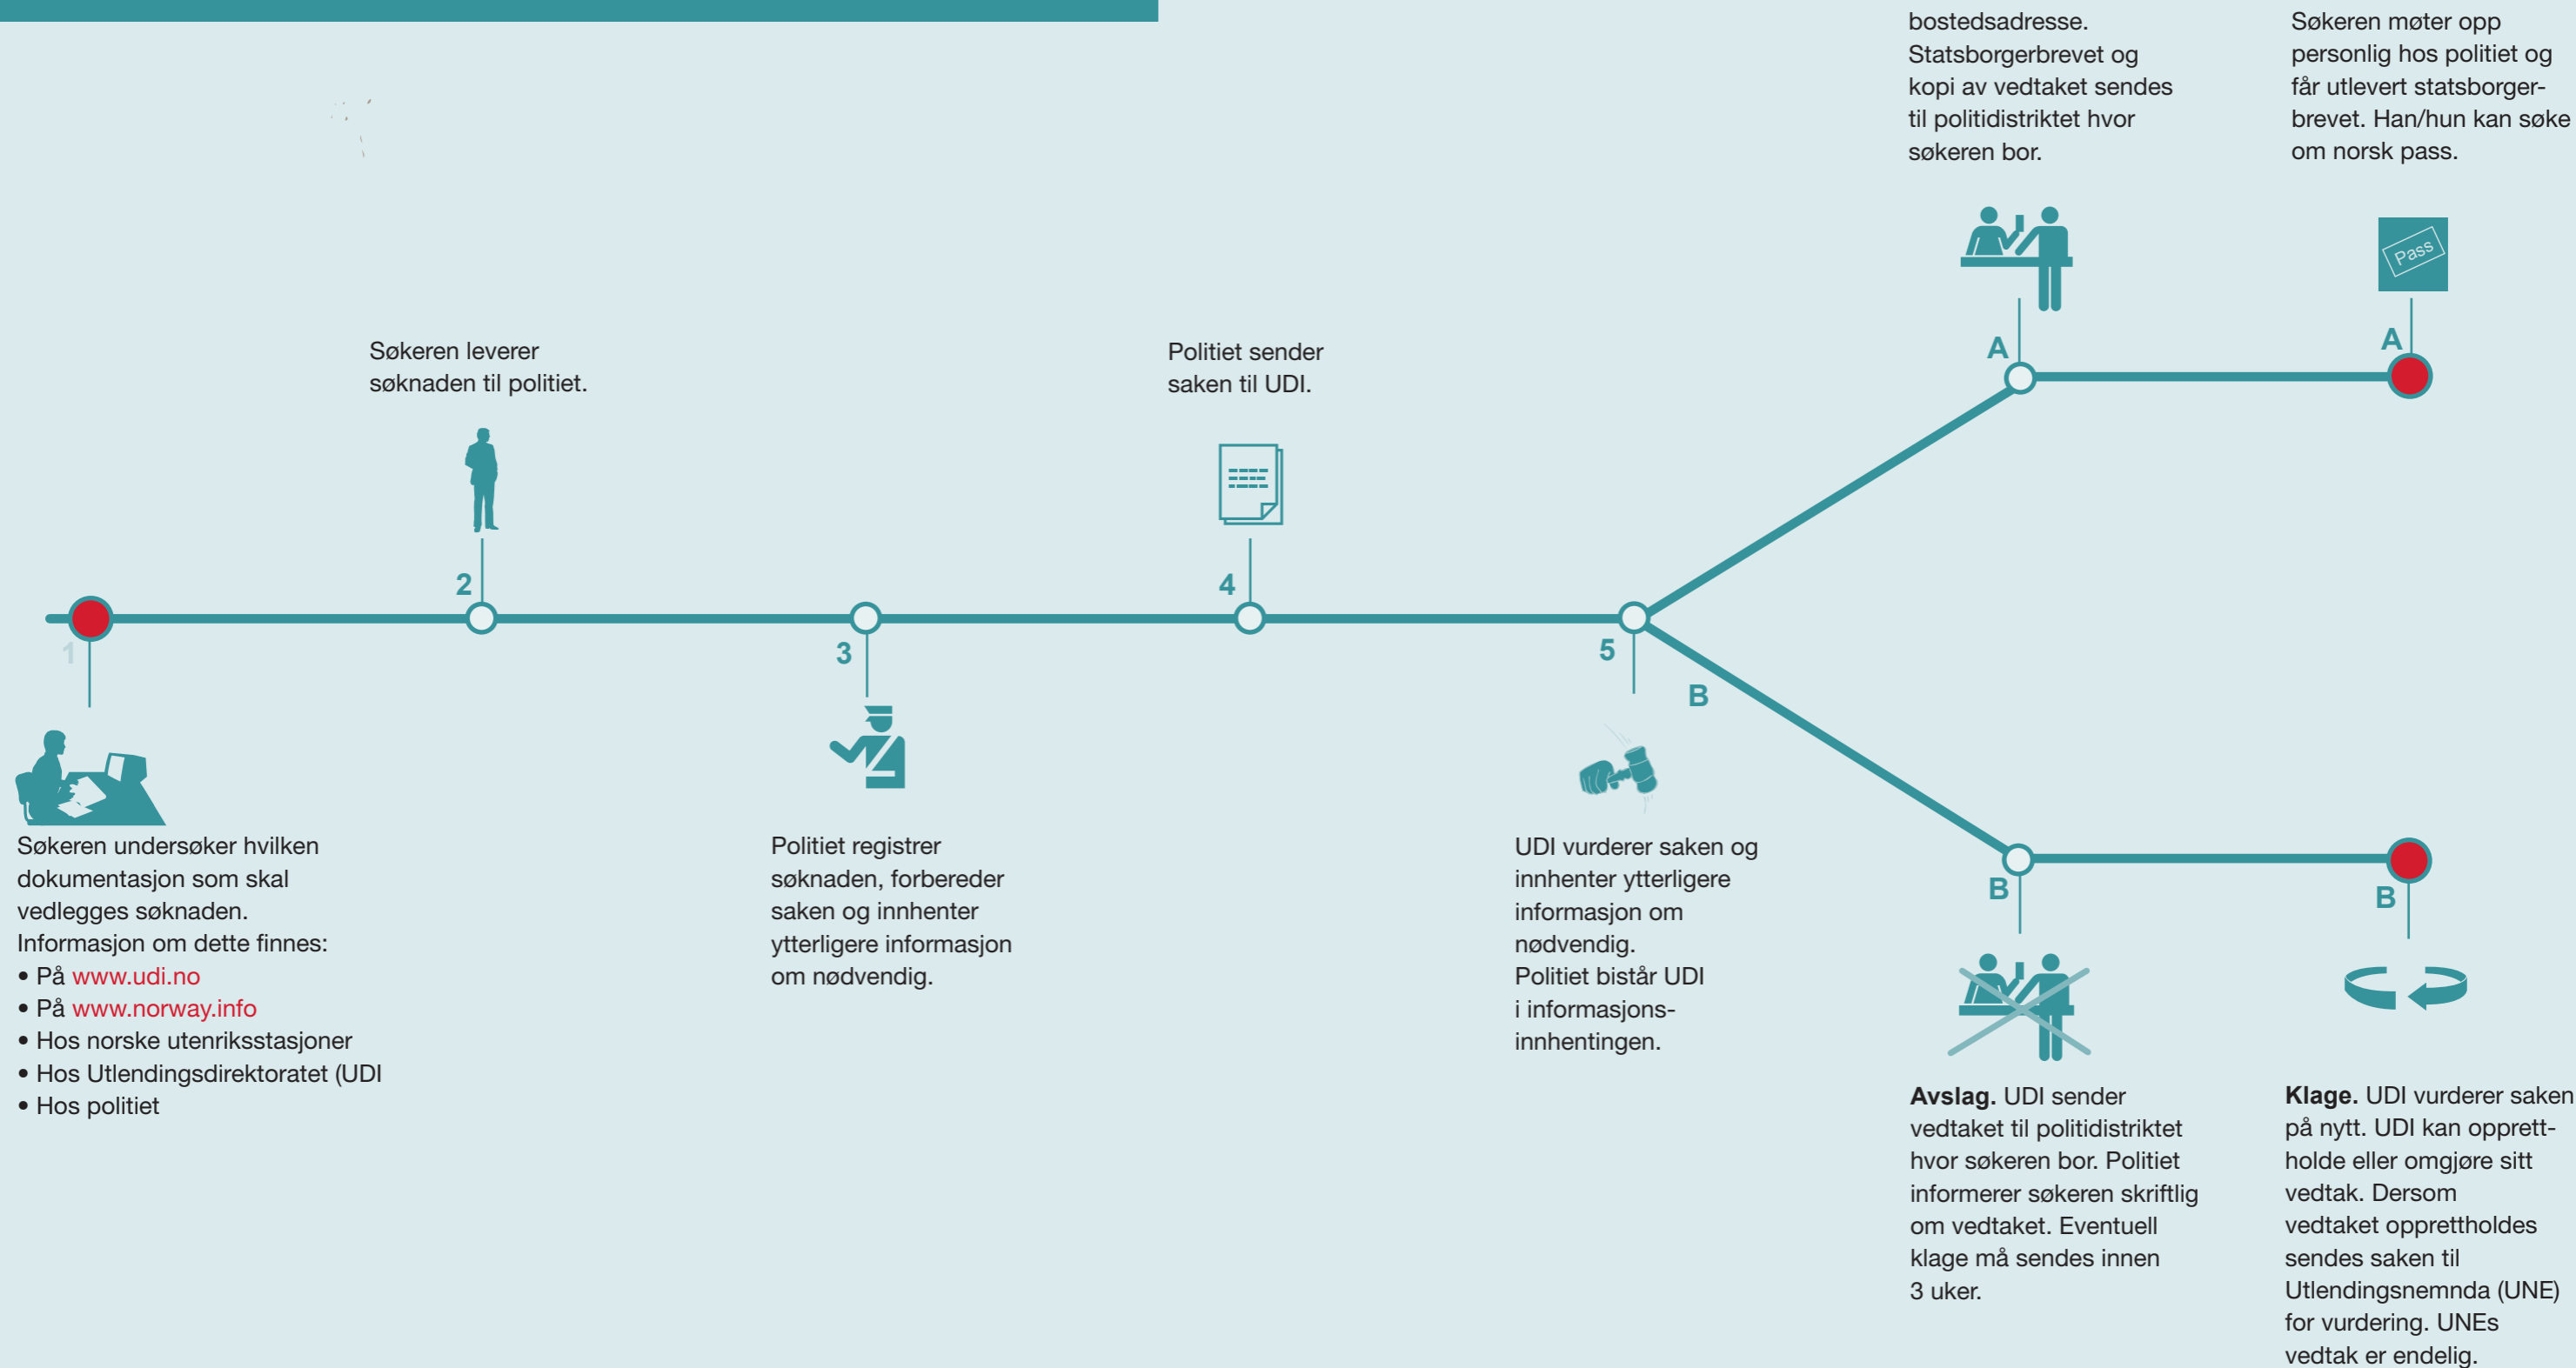 bostedsadresse.
Statsborgerbrevet og
kopi av vedtaket sendes
til politidistriktet hvor
søkeren bor.
Søkeren møter opp
personlig hos politiet og
får utlevert statsborger-
brevet. Han/hun kan søke
om norsk pass.
Pass
A
A
Søkeren leverer
søknaden til politiet.
Politiet sender
saken til UDI.
1
2
3
4
5
B
Søkeren undersøker hvilken
dokumentasjon som skal
vedlegges søknaden.
Informasjon om dette finnes:
• På www.udi.no
• På www.norway.info
• Hos norske utenriksstasjoner
• Hos Utlendingsdirektoratet (UDI
• Hos politiet
Politiet registrer
søknaden, forbereder
saken og innhenter
ytterligere informasjon
om nødvendig.
UDI vurderer saken og
innhenter ytterligere
informasjon om
nødvendig.
Politiet bistår UDI
i informasjons-
innhentingen.
B
B
Avslag. UDI sender
vedtaket til politidistriktet
hvor søkeren bor. Politiet
informerer søkeren skriftlig
om vedtaket. Eventuell
klage må sendes innen
3 uker.
Klage. UDI vurderer saken
på nytt. UDI kan opprett-
holde eller omgjøre sitt
vedtak. Dersom
vedtaket opprettholdes
sendes saken til
Utlendingsnemnda (UNE)
for vurdering. UNEs
vedtak er endelig.